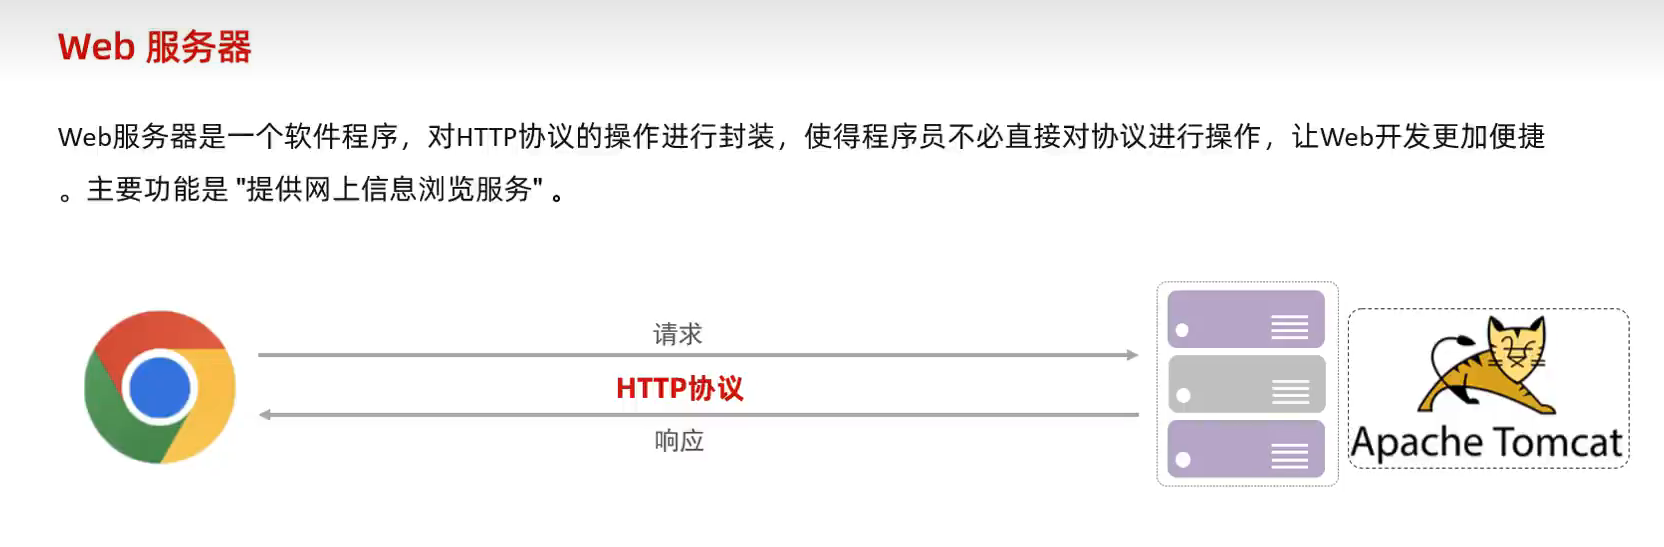 Web 服务器
Web服务器是一个软件程序，对HTTP协议的操作进行封装，使得程序员不必直接对协议进行操作，让Web开发更加便捷
。主要功能是 "提供网上信息浏览服务" 。
请求
HTTP协议
响应
Apache Tomcat